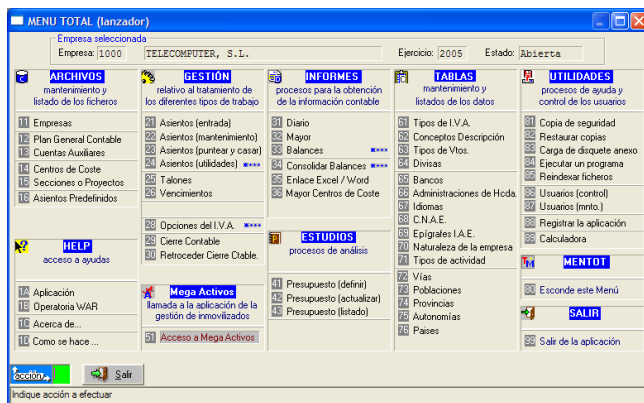 MENU TOTAL (lanzador)
Empresa seleccionada
Empresa: 1000 TELECOMPUTER, S.L. Ejercicio: 2005 Estado: Abierta
ARCHIVOS
mantenimiento y
listado de los ficheros
11 Empresas
12 Plan General Contable
13 Cuentas Auxiliares
14 Centros de Coste
15 Secciones o Proyectos
16 Asientos Predefinidos
HELP
acceso a ayudas
1A Aplicación
1B Operatoria WAR
1C Acerca de...
Como se hace ...
GESTIÓN
relativo al tratamiento de
los diferentes tipos de trabajo
21 Asientos (entrada)
22 Asientos (mantenimiento)
23 Asientos (puntear y casar)
24 Asientos (utilidades) ****
25 Talones
26 Vencimientos
28 Opciones del I.V.A. ****
29 Cierre Contable
30 Retroceder Cierre Ctable.
Mega Activos
llamada a la aplicación de la
gestión de inmovilizados
51 Acceso a Mega Activos
INFORMES
procesos para la obtención
de la información contable
31 Diario
32 Mayor
33 Balances ****
34 Consolidar Balances ****
35 Enlace Excel / Word
36 Mayor Centros de Coste
ESTUDIOS
procesos de análisis
41 Presupuesto (definir)
42 Presupuesto (actualizar)
43 Presupuesto (listado)
TABLAS
mantenimiento y
listados de los datos
61 Tipos de I.V.A.
62 Conceptos Descripción
63 Tipos de Vtos.
64 Divisas
65 Bancos
66 Administraciones de Hcda.
67 Idiomas
68 C.N.A.E.
69 Epígrafes I.A.E.
70 Naturaleza de la empresa
71 Tipos de actividad
72 Vías
73 Poblaciones
74 Provincias
75 Autonomías
76 Paises
UTILIDADES
procesos de ayuda y
control de los usuarios
81 Copia de seguridad
82 Restaurar copias
83 Carga de disquete anexo
84 Ejecutar un programa
85 Reindexar ficheros
86 Usuarios (control)
87 Usuarios (mnto.)
88 Registrar la aplicación
89 Calculadora
MENTOT
90 Esconde este Menú
SALIR
99 Salir de la aplicación
acción
Salir
Indique acción a efectuar